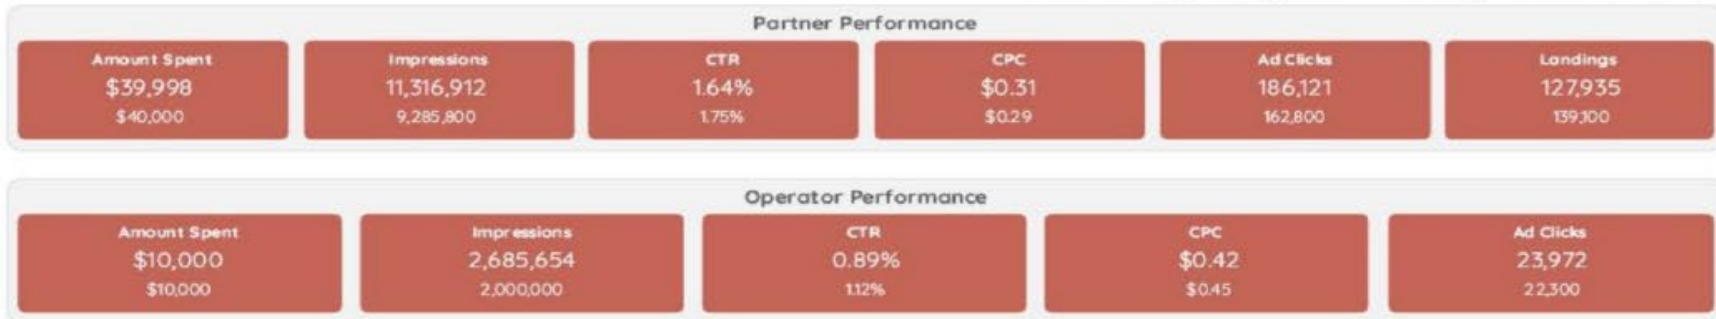 Partner Performance
Amount Spent Impressions CTR CPC Ad Clicks Landings
$39,998 11,316,912 1.64% $0.31 186,121 127,935
$40,000 9,285,800 1.75% $0.29 162,800 139,100
Operator Performance
Amount Spent Impressions CTR CPC Ad Clicks
$10,000 2,685,654 0.89% $0.42 23,972
$10,000 2,000,000 1.12% $0.45 22,300